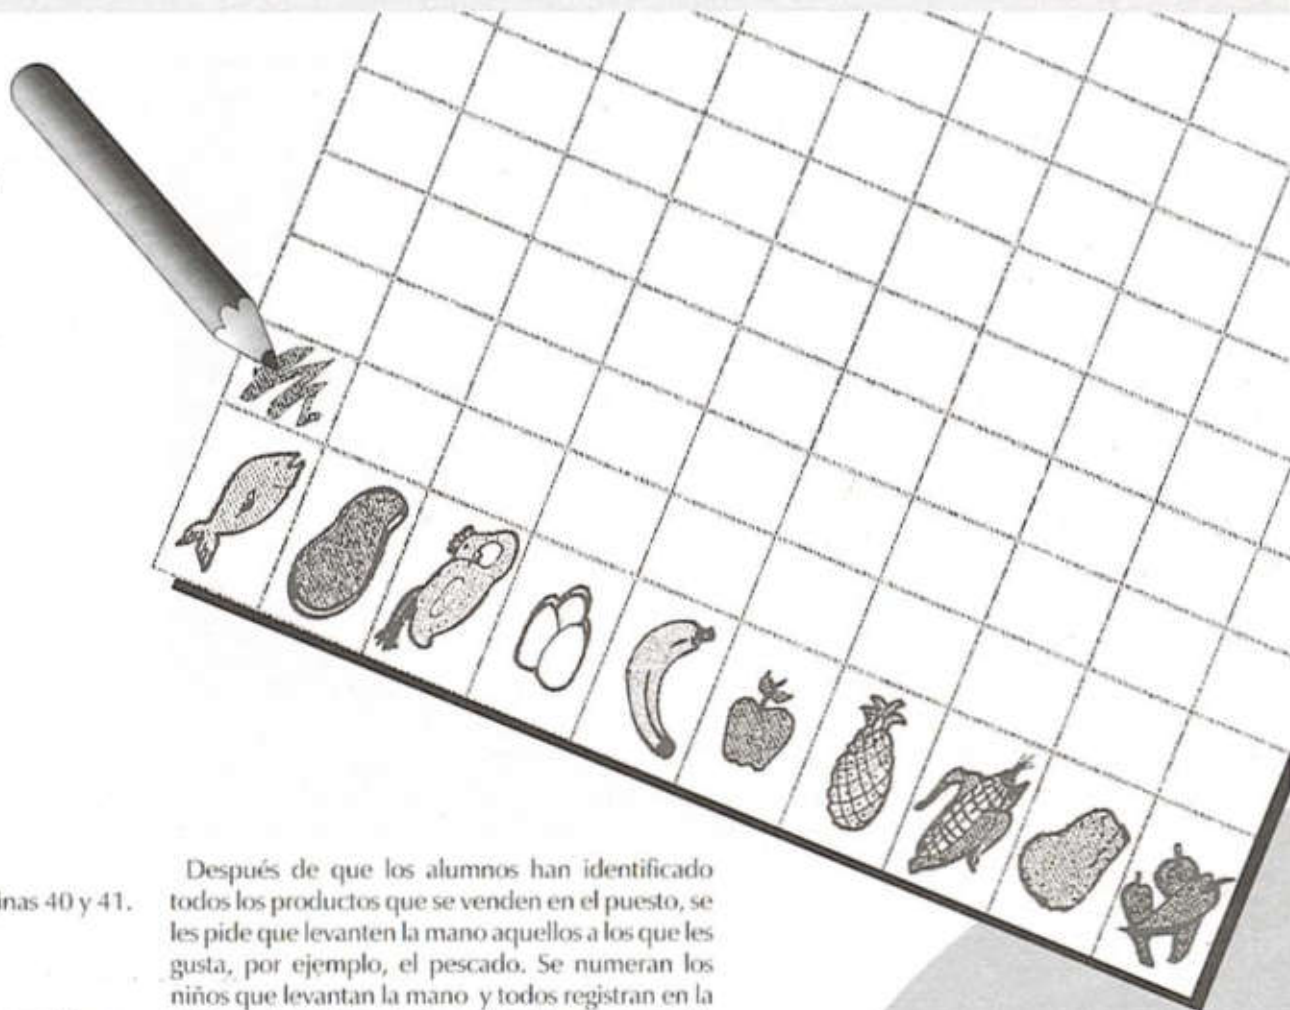 inas 40 y 41.
Después de que los alumnos han identificado
todos los productos que se venden en el puesto, se
les pide que levanten la mano aquellos a los que les
gusta, por ejemplo, el pescado. Se numeran los
niños que levantan la mano y todos registran en la